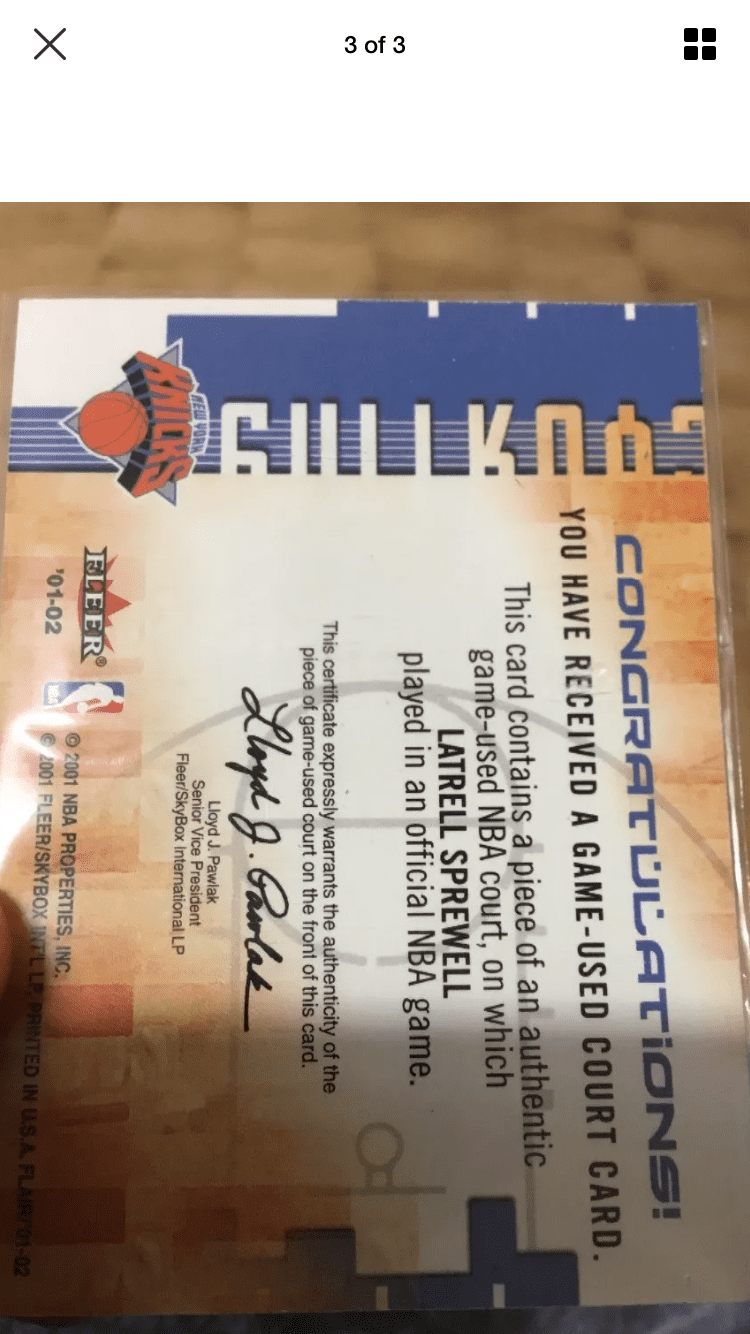 3 of 3
CONGRATULATIONS!
YOU HAVE RECEIVED A GAME-USED COURT CARD.
This card contains a piece of an authentic
game-used NBA court, on which
LATRELL SPREWELL
played in an official NBA game.
This certificate expressly warrants the authenticity of the
piece of game-used court on the front of this card.
Lloyd J. Pawlak
Lloyd J. Pawlak
Senior Vice President
Fleer/SkyBox International LP
NEW YORK
KNICKS
FLEER®
'01-02
NBA
© 2001 NBA PROPERTIES, INC.
© 2001 FLEER/SKYBOX INT'L LP. PRINTED IN U.S.A. FLAIR '01-02